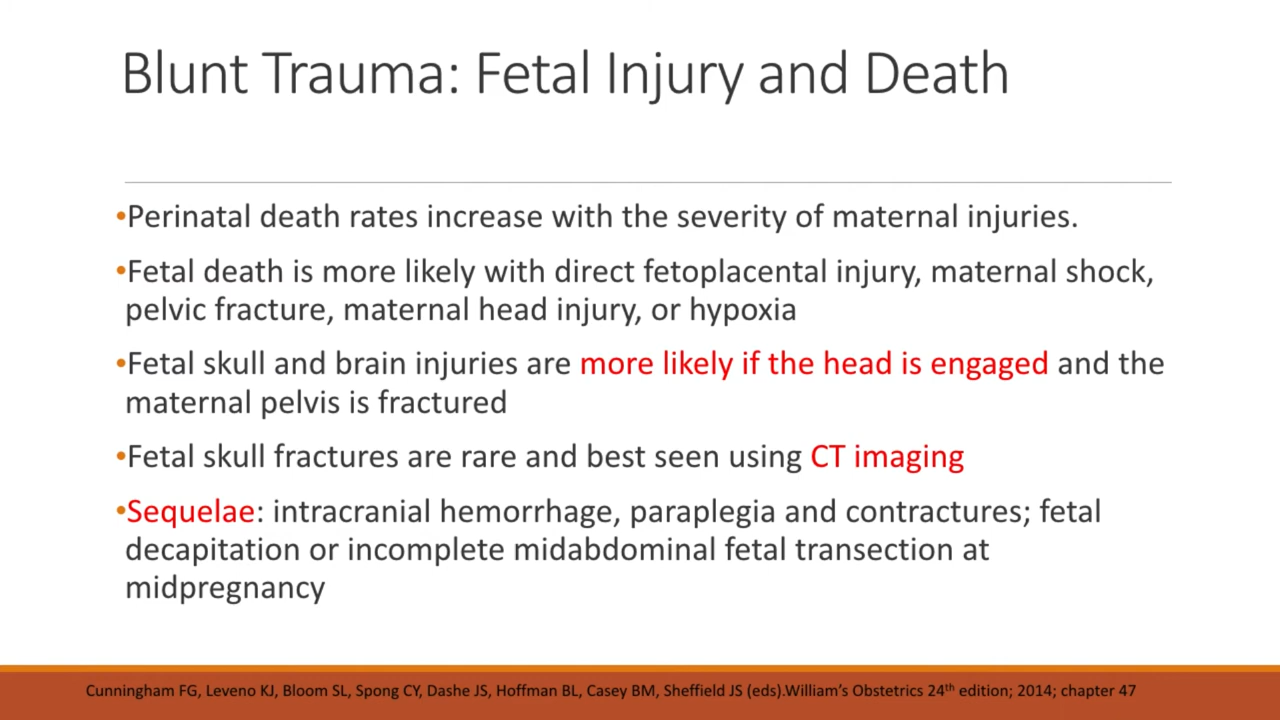 Blunt Trauma: Fetal Injury and Death
•Perinatal death rates increase with the severity of maternal injuries.
•Fetal death is more likely with direct fetoplacental injury, maternal shock,
pelvic fracture, maternal head injury, or hypoxia
•Fetal skull and brain injuries are more likely if the head is engaged and the
maternal pelvis is fractured
•Fetal skull fractures are rare and best seen using CT imaging
•Sequelae: intracranial hemorrhage, paraplegia and contractures; fetal
decapitation or incomplete midabdominal fetal transection at
midpregnancy
Cunningham FG, Leveno KJ, Bloom SL, Spong CY, Dashe JS, Hoffman BL, Casey BM, Sheffield JS (eds).William’s Obstetrics 24th edition; 2014; chapter 47